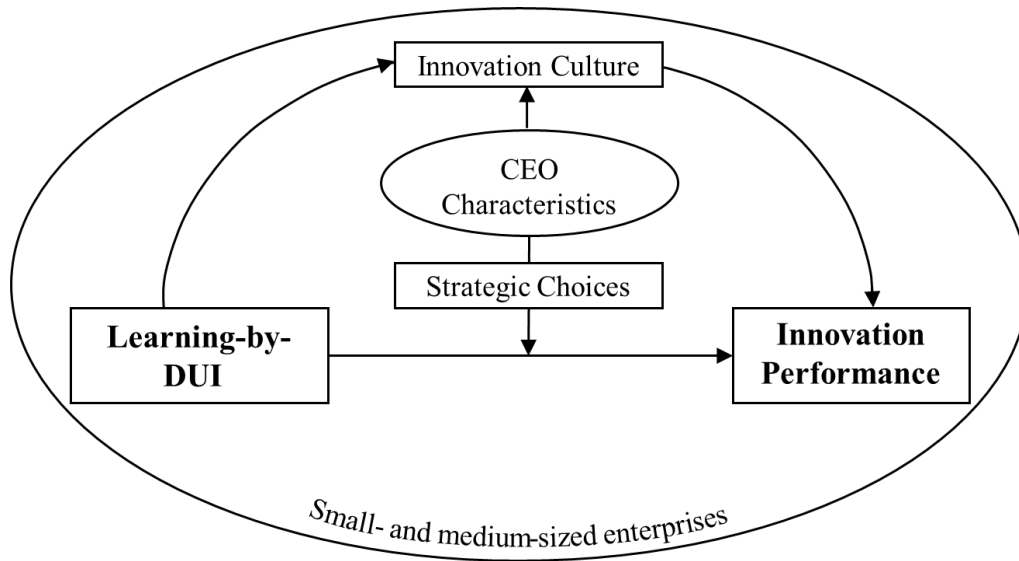 Innovation Culture
CEO
Characteristics
Strategic Choices
Learning-by-
DUI
Innovation
Performance
Small- and medium-sized enterprises